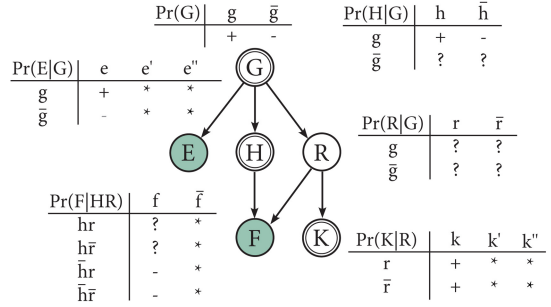 Pr(G) g g̅
+ -
Pr(H|G) h h̅
g + -
g̅ ? ?
Pr(E|G) e e' e"
g + * *
g̅ - * *
G
Pr(R|G) r r̅
g ? ?
g̅ ? ?
E H R
Pr(F|HR) f f̅
hr ? *
hr̅ ? *
h̅r - *
h̅r̅ - *
F K
Pr(K|R) k k' k"
r + * *
r̅ + * *